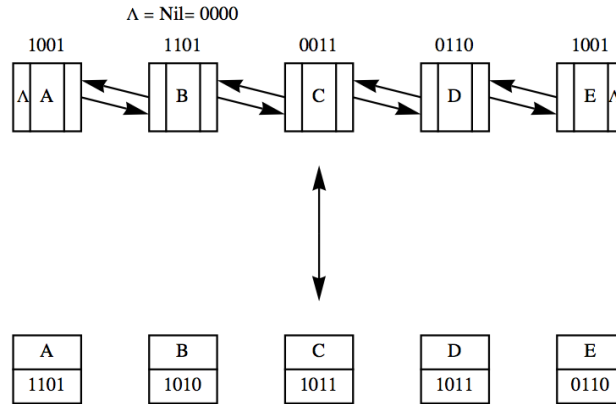 Λ = Nil= 0000
1001 1101 0011 0110 1001
Λ A B C D E Λ
A B C D E
1101 1010 1011 1011 0110